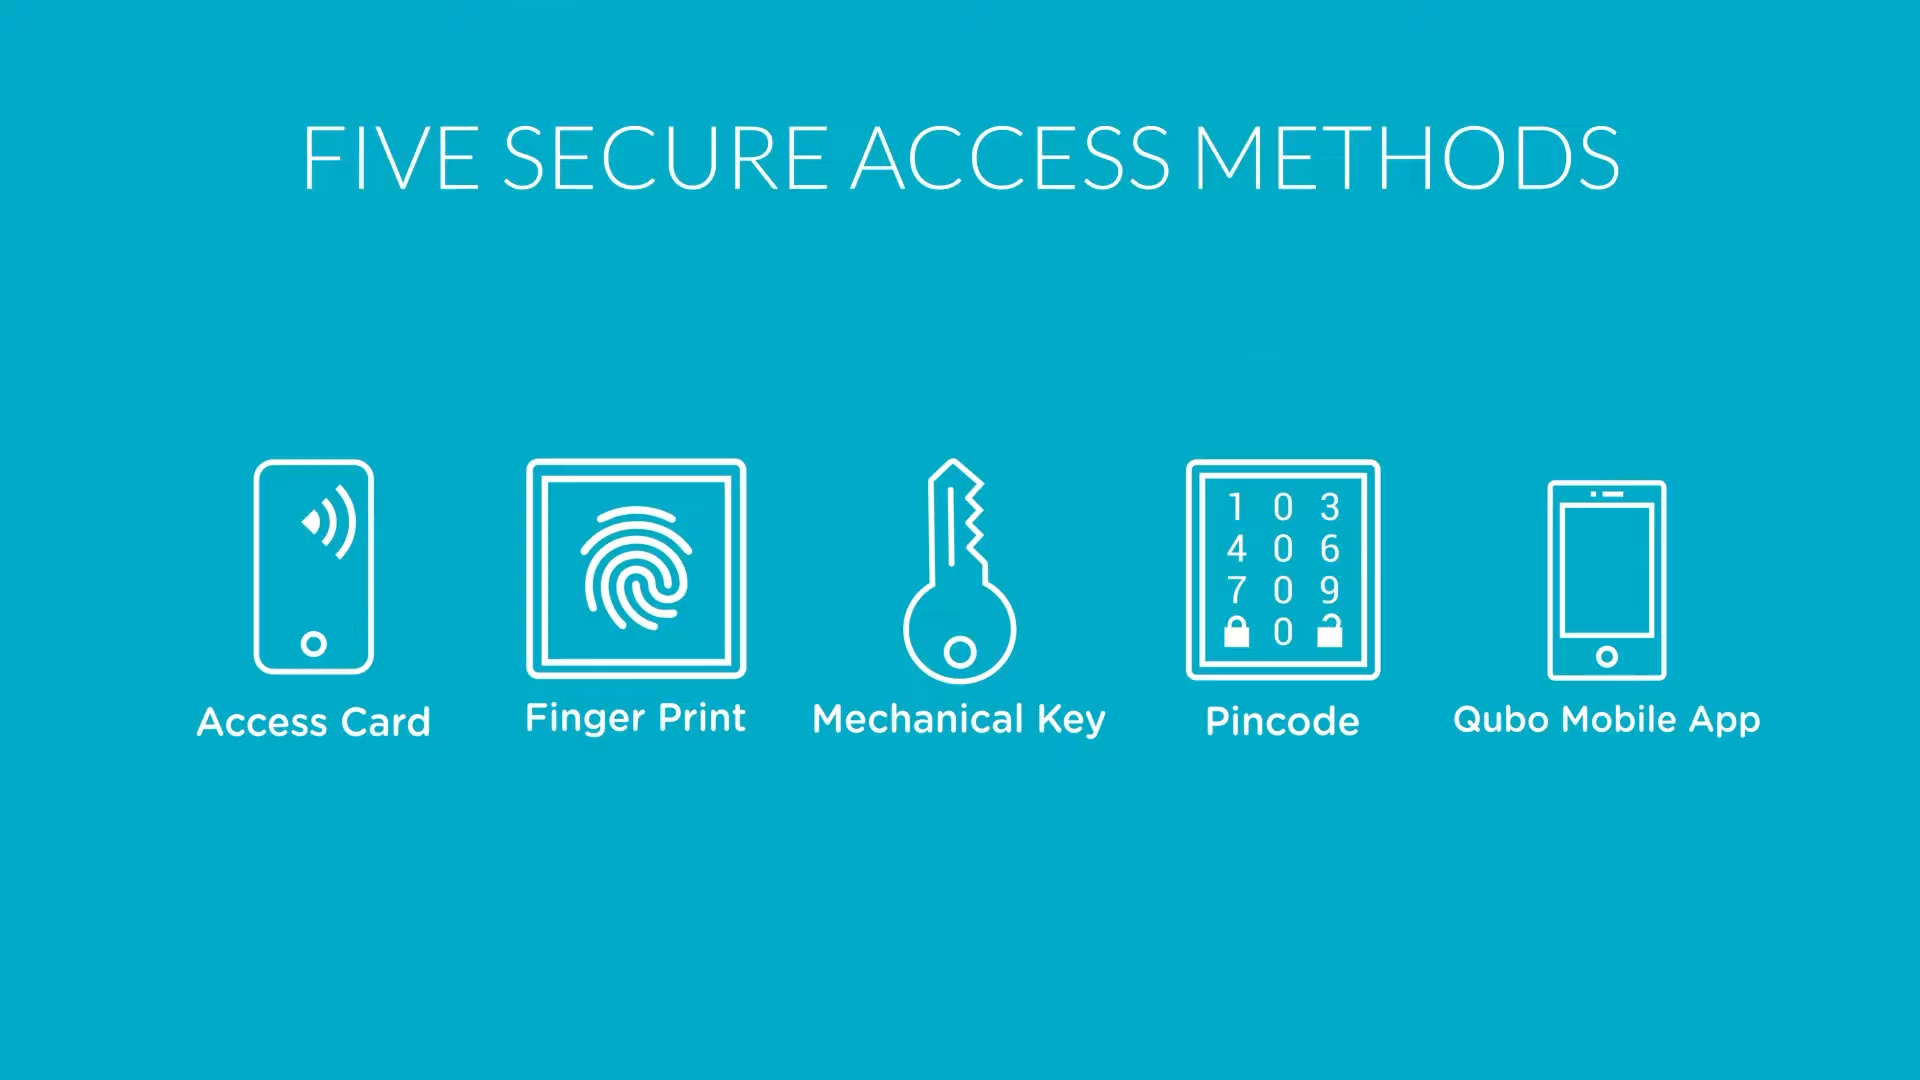 FIVE SECURE ACCESS METHODS
1 0 3
4 0 6
7 0 9
0
Access Card
Finger Print
Mechanical Key
Pincode
Qubo Mobile App